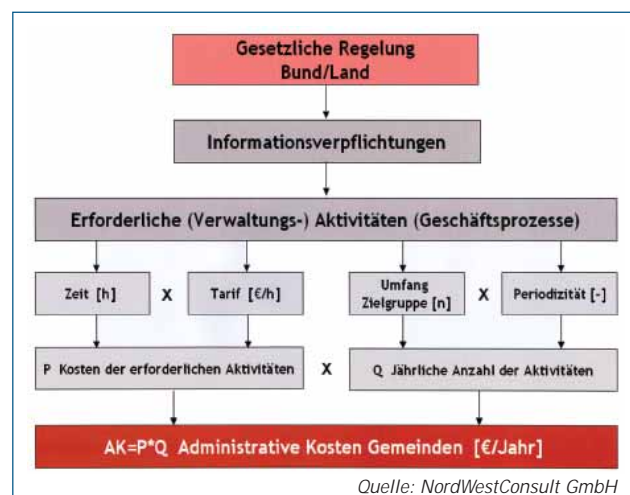 Gesetzliche Regelung
Bund/Land
Informationsverpflichtungen
Erforderliche (Verwaltungs-) Aktivitäten (Geschäftsprozesse)
Zeit [h] X Tarif [€/h] Umfang Zielgruppe [n] X Periodizität [-]
P Kosten der erforderlichen Aktivitäten X Q Jährliche Anzahl der Aktivitäten
AK=P*Q Administrative Kosten Gemeinden [€/Jahr]
Quelle: NordWestConsult GmbH